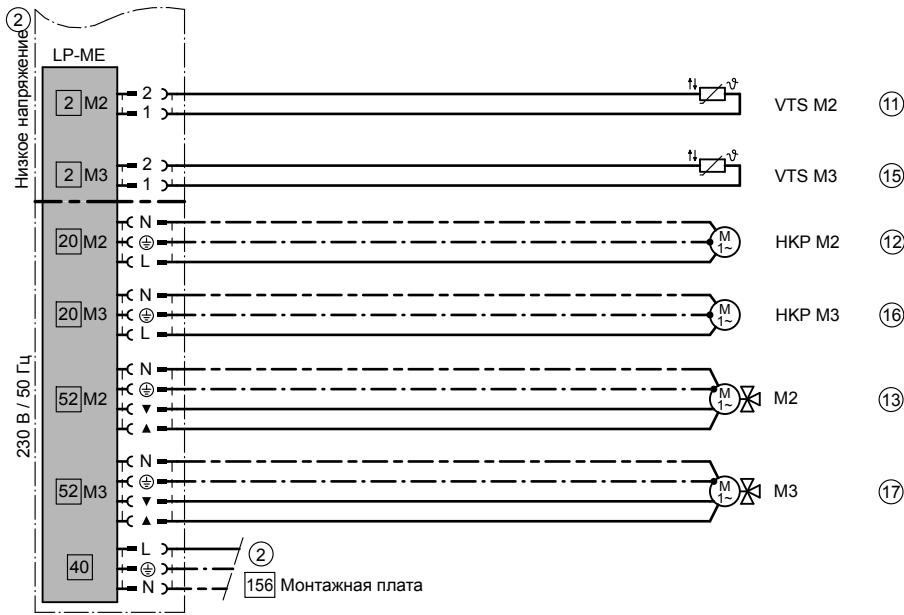 2
LP-ME
Низкое напряжение
2 M2
2
1
VTS M2
11
2 M3
2
1
VTS M3
15
20 M2
N
L
M
1~
HKP M2
12
20 M3
N
L
M
1~
HKP M3
16
230 В / 50 Гц
52 M2
N
▼
▲
M
1~
M2
13
52 M3
N
▼
▲
M
1~
M3
17
40
L
N
2
156 Монтажная плата